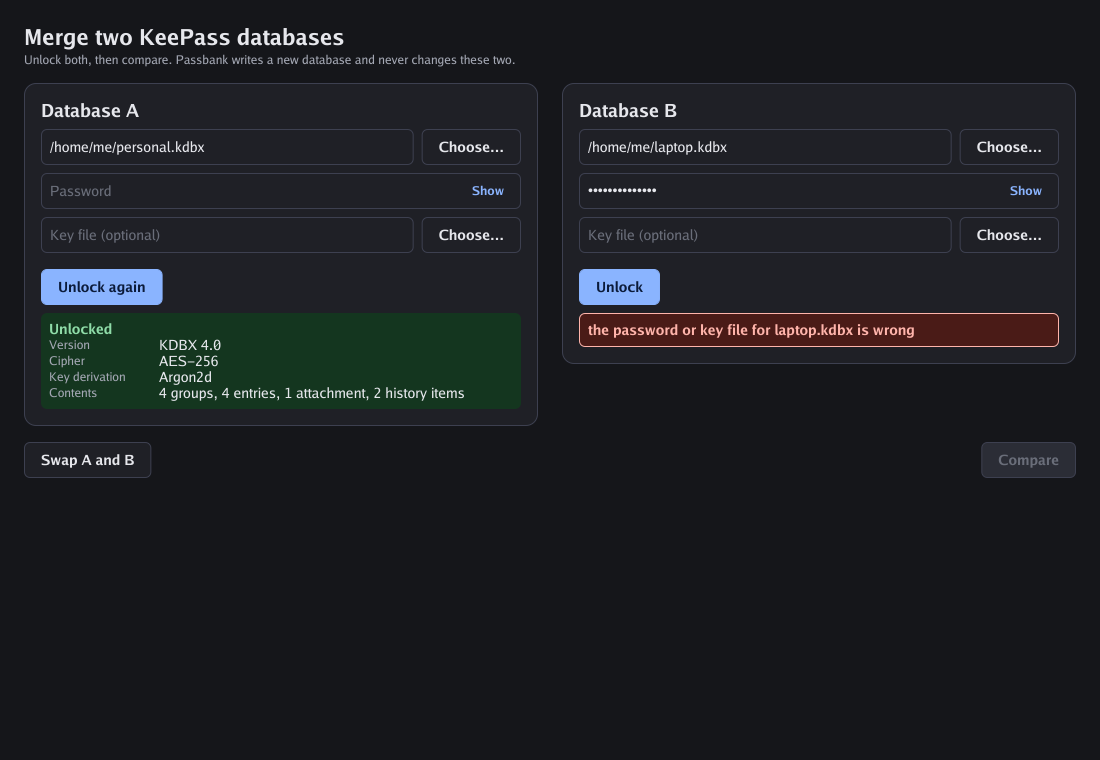 Merge two KeePass databases
Unlock both, then compare. Passbank writes a new database and never changes these two.
Database A
/home/me/personal.kdbx
Choose...
Password
Show
Key file (optional)
Choose...
Unlock again
Unlocked
Version KDBX 4.0
Cipher AES-256
Key derivation Argon2d
Contents 4 groups, 4 entries, 1 attachment, 2 history items
Database B
/home/me/laptop.kdbx
Choose...
••••••••••••••
Show
Key file (optional)
Choose...
Unlock
the password or key file for laptop.kdbx is wrong
Swap A and B
Compare